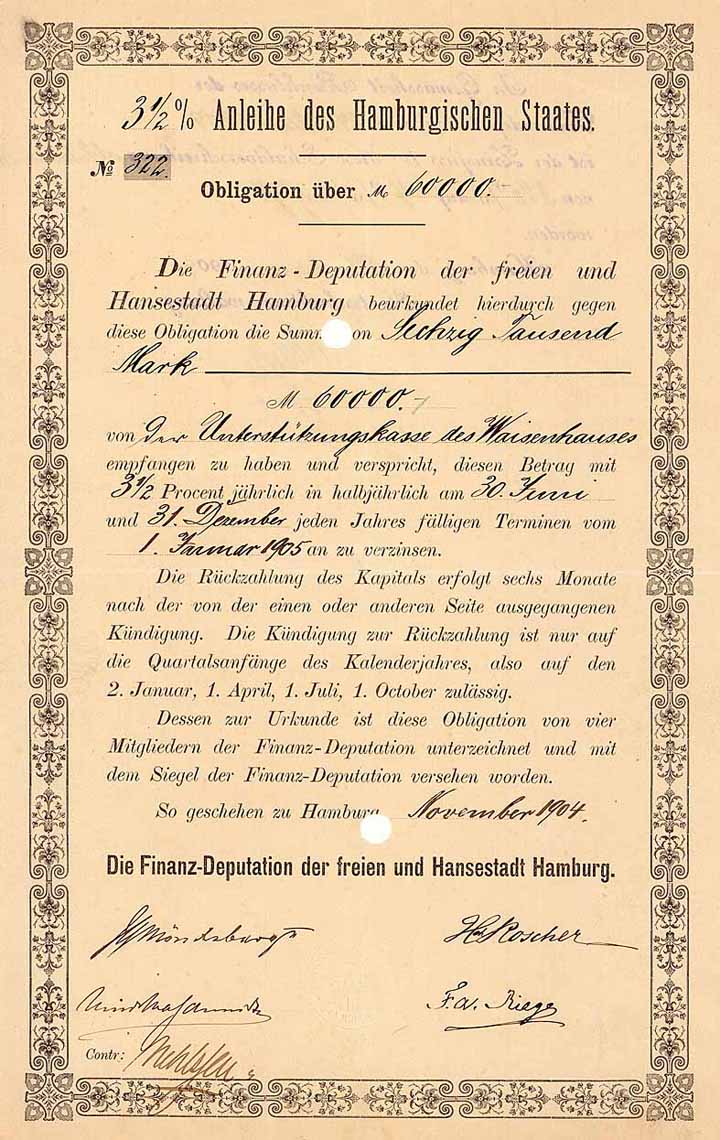 3½% Anleihe des Hamburgischen Staates.
№ 322.
Obligation über M 60000.-
Die Finanz-Deputation der freien und
Hansestadt Hamburg beurkundet hierdurch gegen
diese Obligation die Sum on Sechzig Tausend
Mark
M 60000.-
von der Unterstützungskasse des Waisenhauses
empfangen zu haben und verspricht, diesen Betrag mit
3½ Procent jährlich in halbjährlich am 30. Juni
und 31. Dezember jeden Jahres fälligen Terminen vom
1. Januar 1905 an zu verzinsen.
Die Rückzahlung des Kapitals erfolgt sechs Monate
nach der von der einen oder anderen Seite ausgegangenen
Kündigung. Die Kündigung zur Rückzahlung ist nur auf
die Quartalsanfänge des Kalenderjahres, also auf den
2. Januar, 1. April, 1. Juli, 1. October zulässig.
Dessen zur Urkunde ist diese Obligation von vier
Mitgliedern der Finanz-Deputation unterzeichnet und mit
dem Siegel der Finanz-Deputation versehen worden.
So geschehen zu Hamburg November 1904.
Die Finanz-Deputation der freien und Hansestadt Hamburg.
Roscher
F. W. Riege
Contr: